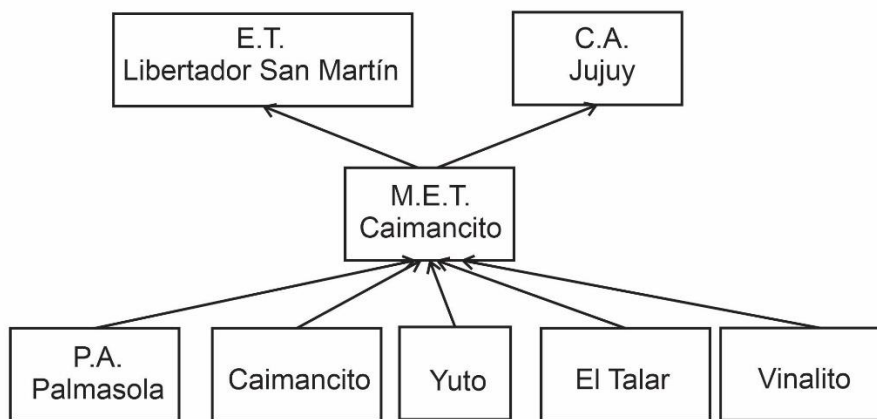 E.T.
Libertador San Martín
C.A.
Jujuy
M.E.T.
Caimancito
P.A.
Palmasola
Caimancito
Yuto
El Talar
Vinalito